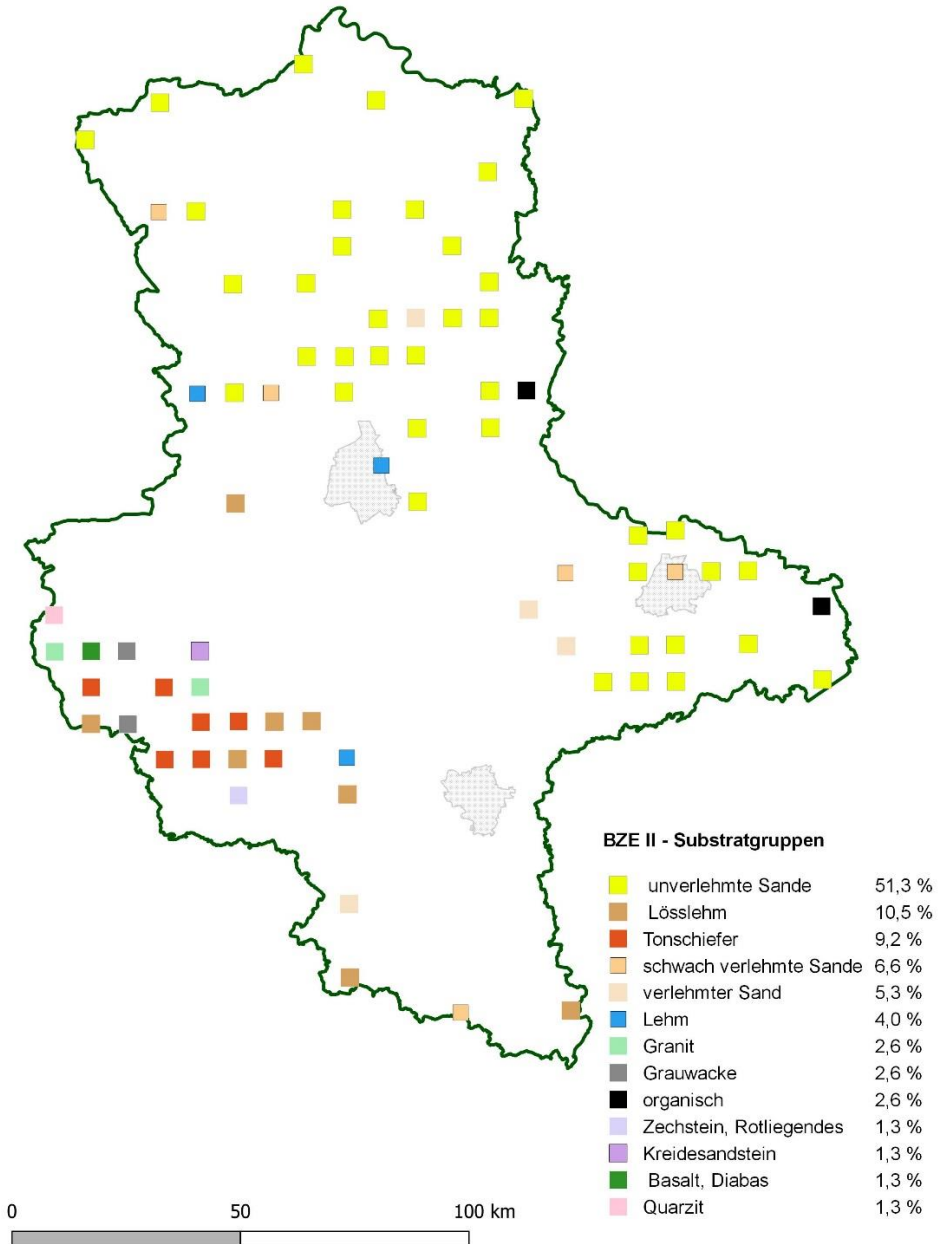 BZE II - Substratgruppen
unverlehmte Sande 51,3 %
Lösslehm 10,5 %
Tonschiefer 9,2 %
schwach verlehmte Sande 6,6 %
verlehmter Sand 5,3 %
Lehm 4,0 %
Granit 2,6 %
Grauwacke 2,6 %
organisch 2,6 %
Zechstein, Rotliegendes 1,3 %
Kreidesandstein 1,3 %
Basalt, Diabas 1,3 %
Quarzit 1,3 %
0 50 100 km